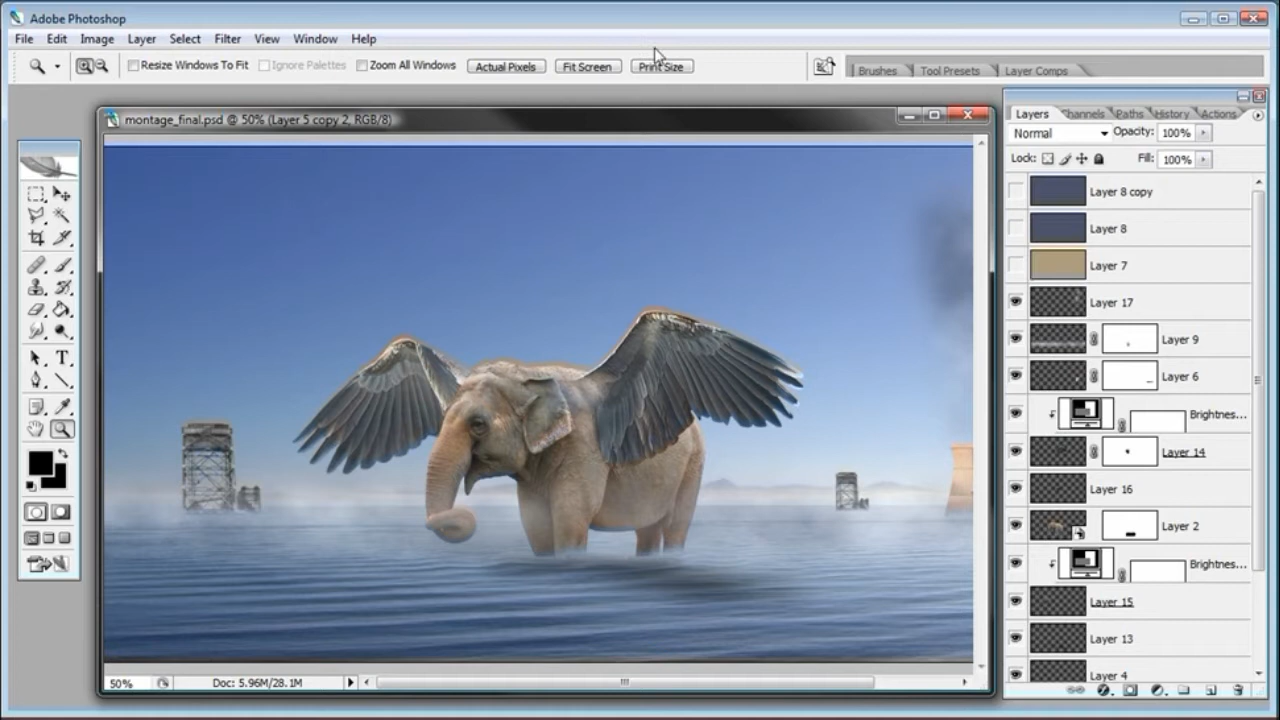 Adobe Photoshop
File Edit Image Layer Select Filter View Window Help
Resize Windows To Fit Ignore Palettes Zoom All Windows Actual Pixels Fit Screen Print Size
Brushes Tool Presets Layer Comps
montage_final.psd @ 50% (Layer 5 copy 2, RGB/8)
Layers Channels Paths History Actions
Normal Opacity: 100%
Lock: Fill: 100%
Layer 8 copy
Layer 8
Layer 7
Layer 17
Layer 9
Layer 6
Brightnes...
Layer 14
Layer 16
Layer 2
Brightnes...
Layer 15
Layer 13
Layer 4
T
50% Doc: 5.96M/28.1M